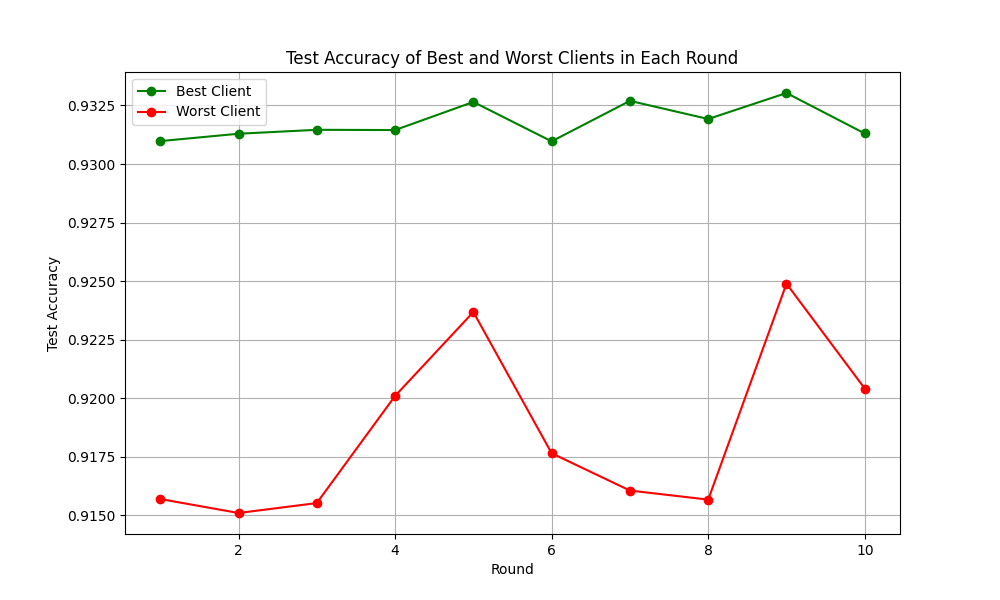 Test Accuracy of Best and Worst Clients in Each Round
Best Client
Worst Client
0.9325
0.9300
0.9275
0.9250
0.9225
0.9200
0.9175
0.9150
Test Accuracy
2 4 6 8 10
Round